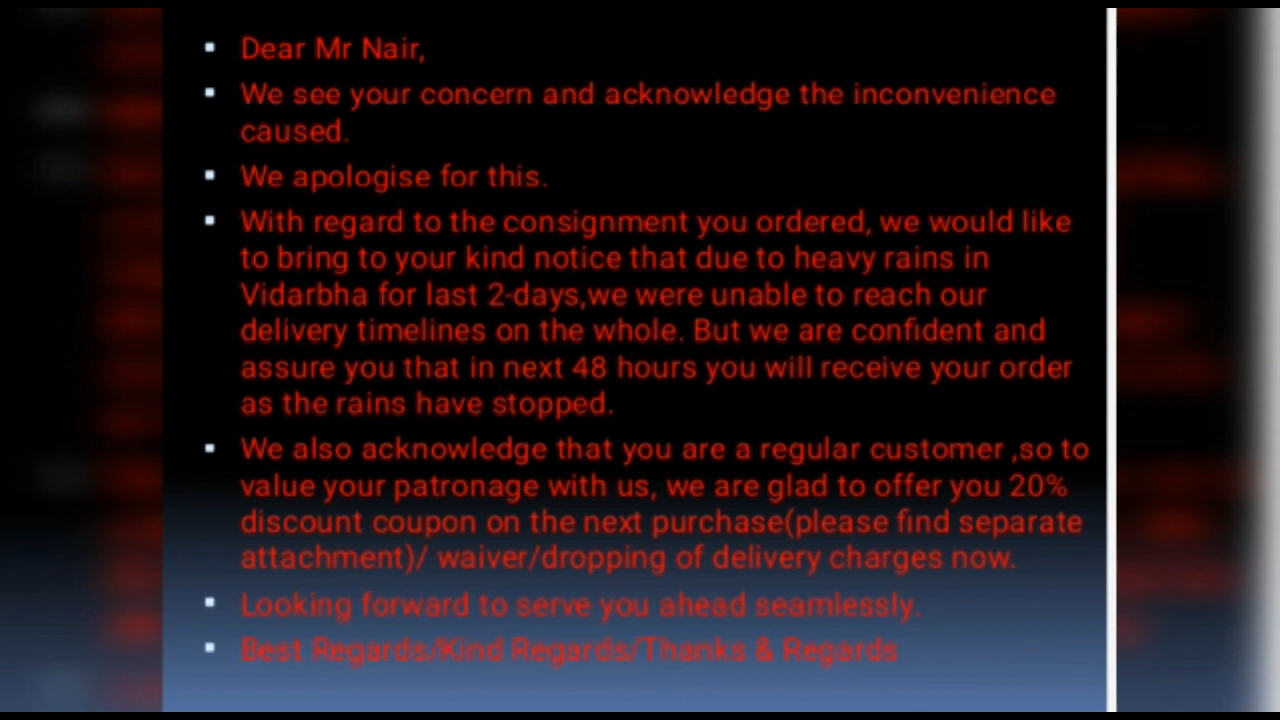 Dear Mr Nair,
We see your concern and acknowledge the inconvenience
caused.
We apologise for this.
With regard to the consignment you ordered, we would like
to bring to your kind notice that due to heavy rains in
Vidarbha for last 2-days,we were unable to reach our
delivery timelines on the whole. But we are confident and
assure you that in next 48 hours you will receive your order
as the rains have stopped.
We also acknowledge that you are a regular customer ,so to
value your patronage with us, we are glad to offer you 20%
discount coupon on the next purchase(please find separate
attachment)/ waiver/dropping of delivery charges now.
Looking forward to serve you ahead seamlessly.
Best Regards/Kind Regards/Thanks & Regards